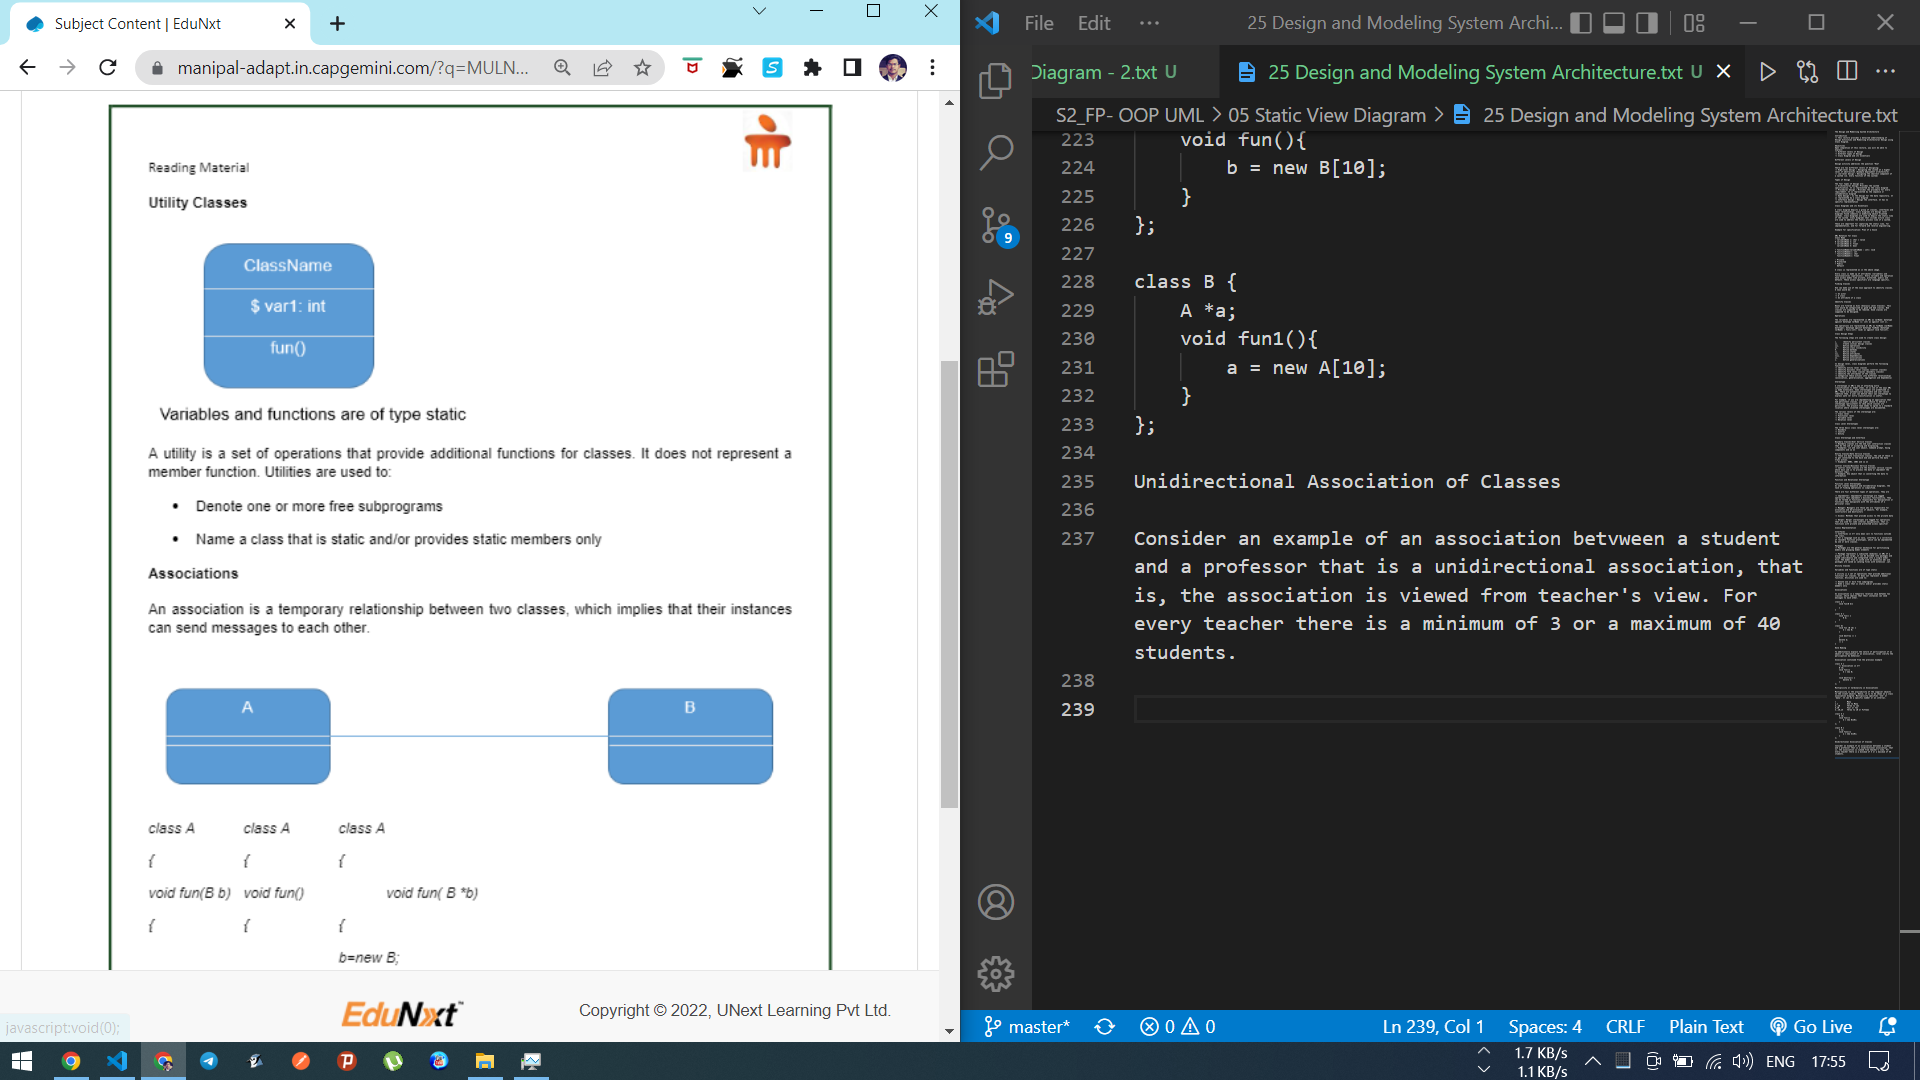 Subject Content | EduNxt
manipal-adapt.in.capgemini.com/?q=MULN...
Reading Material
Utility Classes
ClassName
$ var1: int
fun()
Variables and functions are of type static
A utility is a set of operations that provide additional functions for classes. It does not represent a
member function. Utilities are used to:
• Denote one or more free subprograms
• Name a class that is static and/or provides static members only
Associations
An association is a temporary relationship between two classes, which implies that their instances
can send messages to each other.
A B
class A class A class A
{ { {
void fun(B b) void fun() void fun( B *b)
{ { {
b=new B;
EduNxt™
Copyright © 2022, UNext Learning Pvt Ltd.
javascript:void(0);
File Edit ··· 25 Design and Modeling System Archi...
Diagram - 2.txt U 25 Design and Modeling System Architecture.txt U
S2_FP- OOP UML > 05 Static View Diagram > 25 Design and Modeling System Architecture.txt
9
223 void fun(){
224 b = new B[10];
225 }
226 };
227
228 class B {
229 A *a;
230 void fun1(){
231 a = new A[10];
232 }
233 };
234
235 Unidirectional Association of Classes
236
237 Consider an example of an association betvween a student
and a professor that is a unidirectional association, that
is, the association is viewed from teacher's view. For
every teacher there is a minimum of 3 or a maximum of 40
students.
238
239
master* 0 0 Ln 239, Col 1 Spaces: 4 CRLF Plain Text Go Live
1.7 KB/s
1.1 KB/s
ENG 17:55